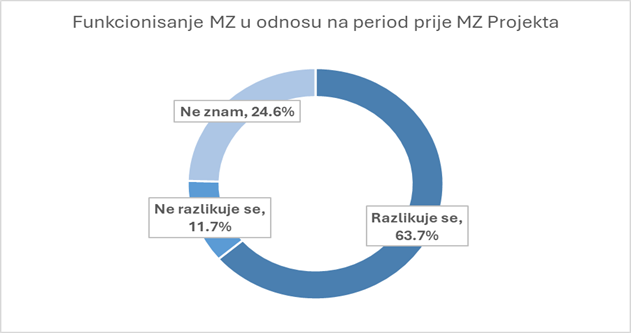 Funkcionisanje MZ u odnosu na period prije MZ Projekta
Ne znam, 24.6%
Ne razlikuje se,
11.7%
Razlikuje se,
63.7%